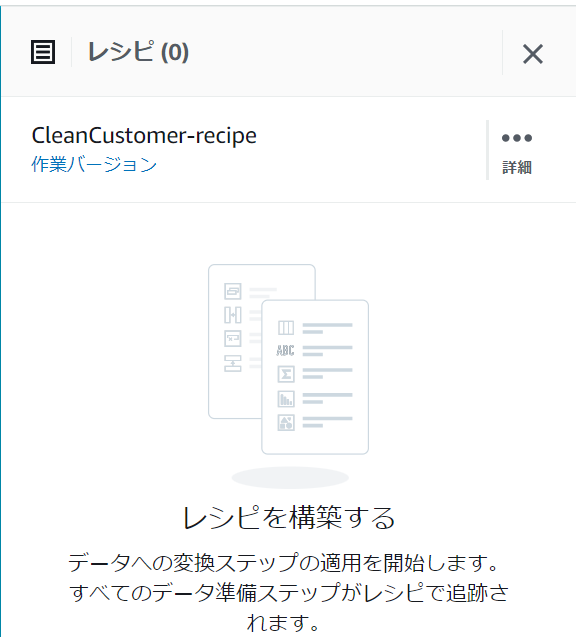 レシピ (0)
CleanCustomer-recipe
作業バージョン
詳細
ABC
レシピを構築する
データへの変換ステップの適用を開始します。
すべてのデータ準備ステップがレシピで追跡さ
れます。